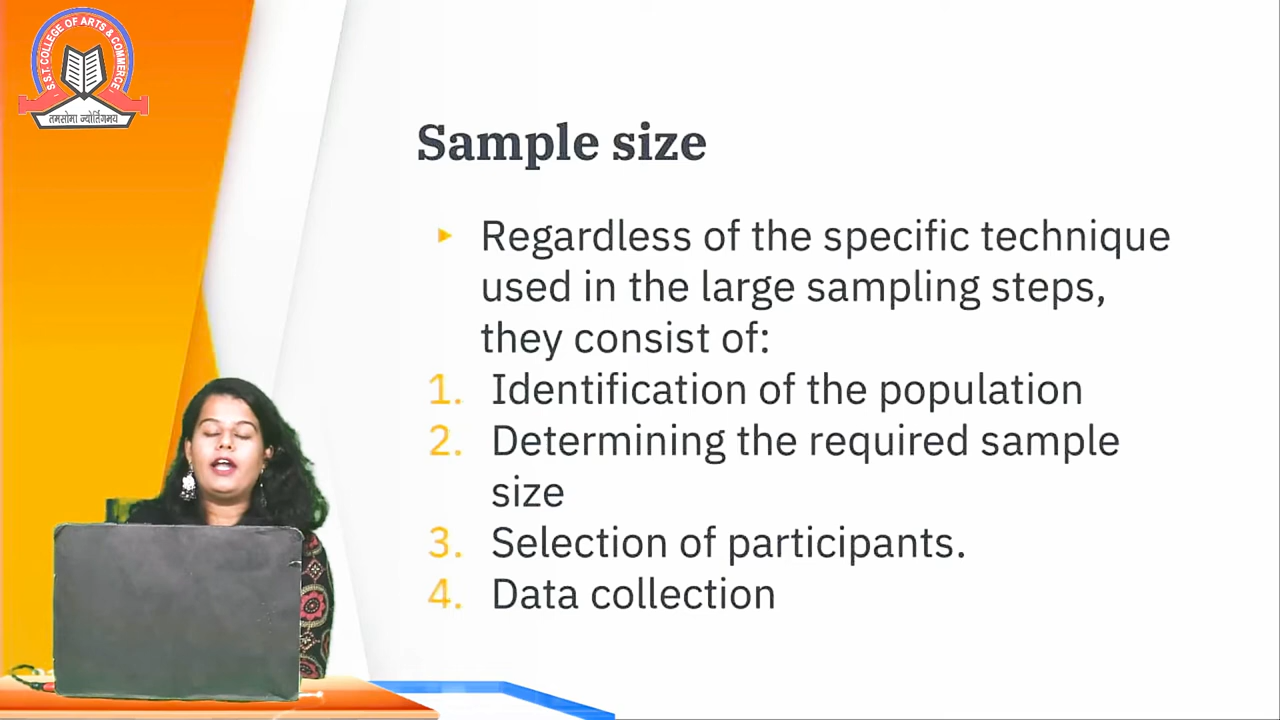 S.S.T. COLLEGE OF ARTS & COMMERCE
तमसोमा ज्योर्तिगमय
Sample size
▸ Regardless of the specific technique
used in the large sampling steps,
they consist of:
1. Identification of the population
2. Determining the required sample
size
3. Selection of participants.
4. Data collection